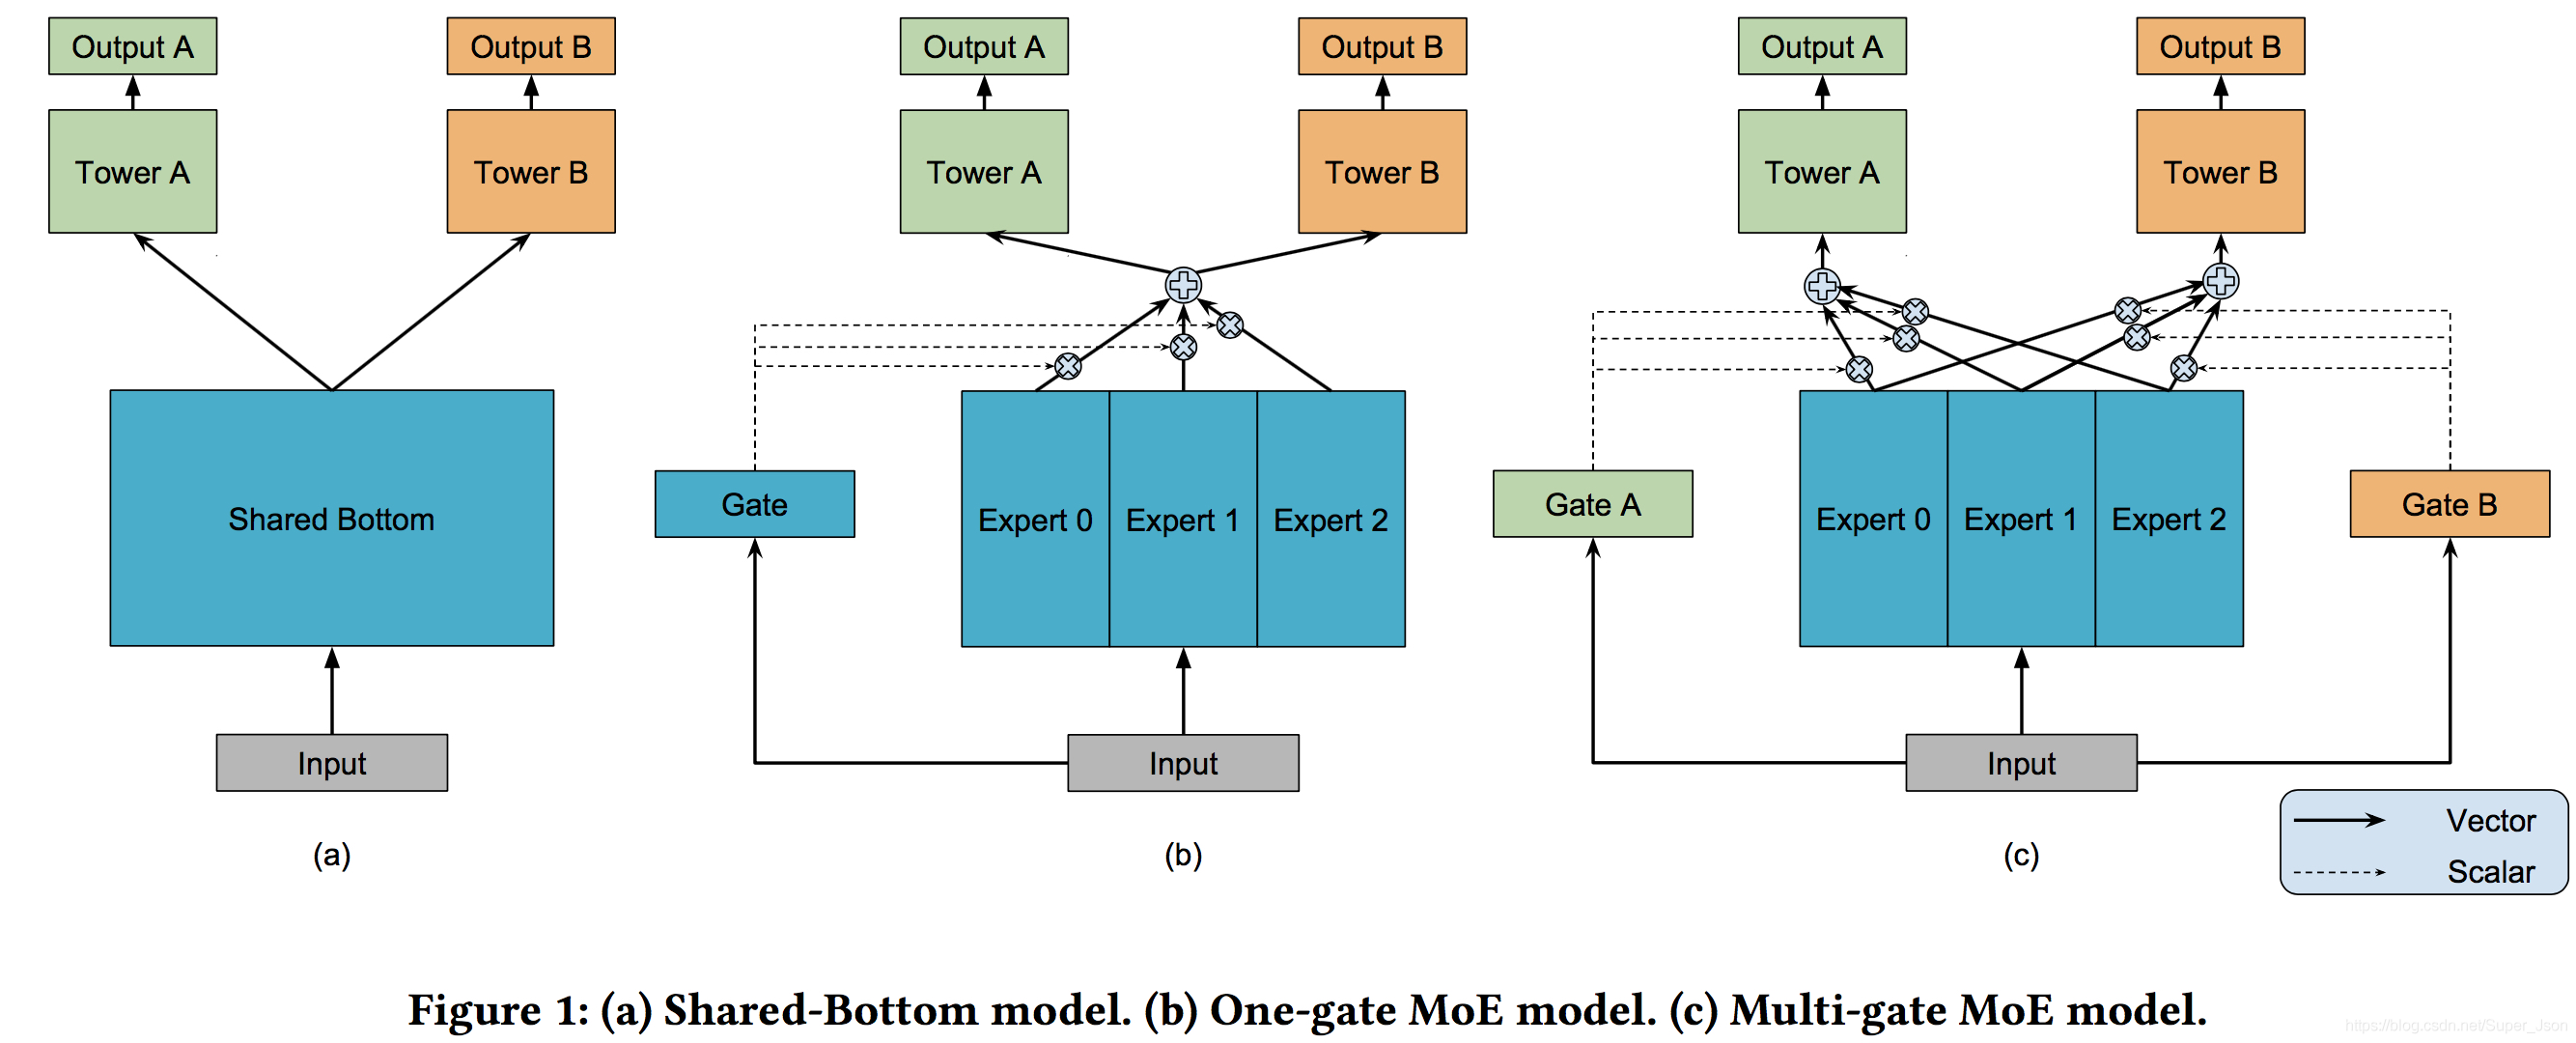 Output A
Output B
Tower A
Tower B
Shared Bottom
Input
(a)
Output A
Output B
Tower A
Tower B
Gate
Expert 0
Expert 1
Expert 2
Input
(b)
Output A
Output B
Tower A
Tower B
Gate A
Expert 0
Expert 1
Expert 2
Gate B
Input
(c)
Vector
Scalar
Figure 1: (a) Shared-Bottom model. (b) One-gate MoE model. (c) Multi-gate MoE model.
https://blog.csdn.net/Super_Json